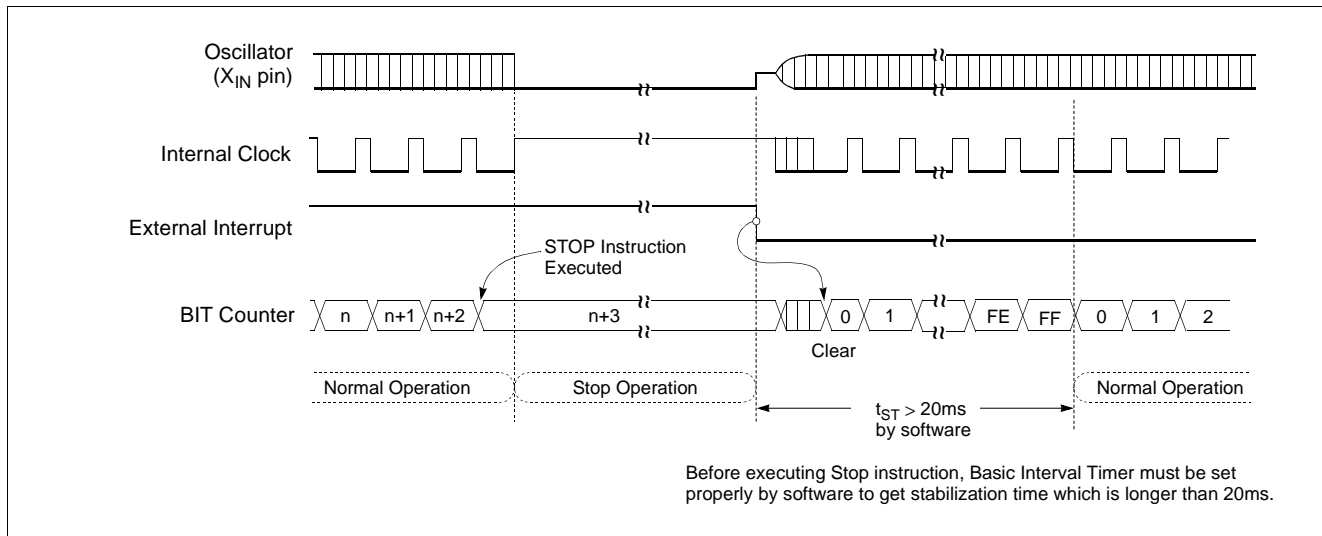 Oscillator
(XIN pin)
Internal Clock
External Interrupt
STOP Instruction
Executed
BIT Counter
n n+1 n+2 n+3 0 1 FE FF 0 1 2
Clear
Normal Operation Stop Operation Normal Operation
tST > 20ms
by software
Before executing Stop instruction, Basic Interval Timer must be set
properly by software to get stabilization time which is longer than 20ms.